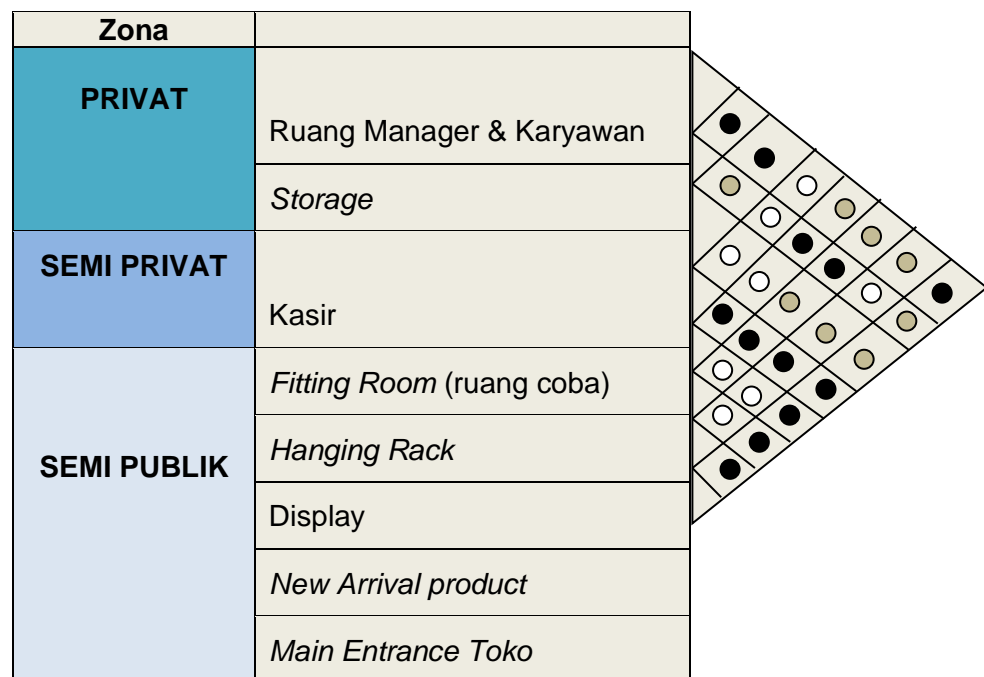 Zona
PRIVAT
Ruang Manager & Karyawan
Storage
SEMI PRIVAT
Kasir
SEMI PUBLIK
Fitting Room (ruang coba)
Hanging Rack
Display
New Arrival product
Main Entrance Toko